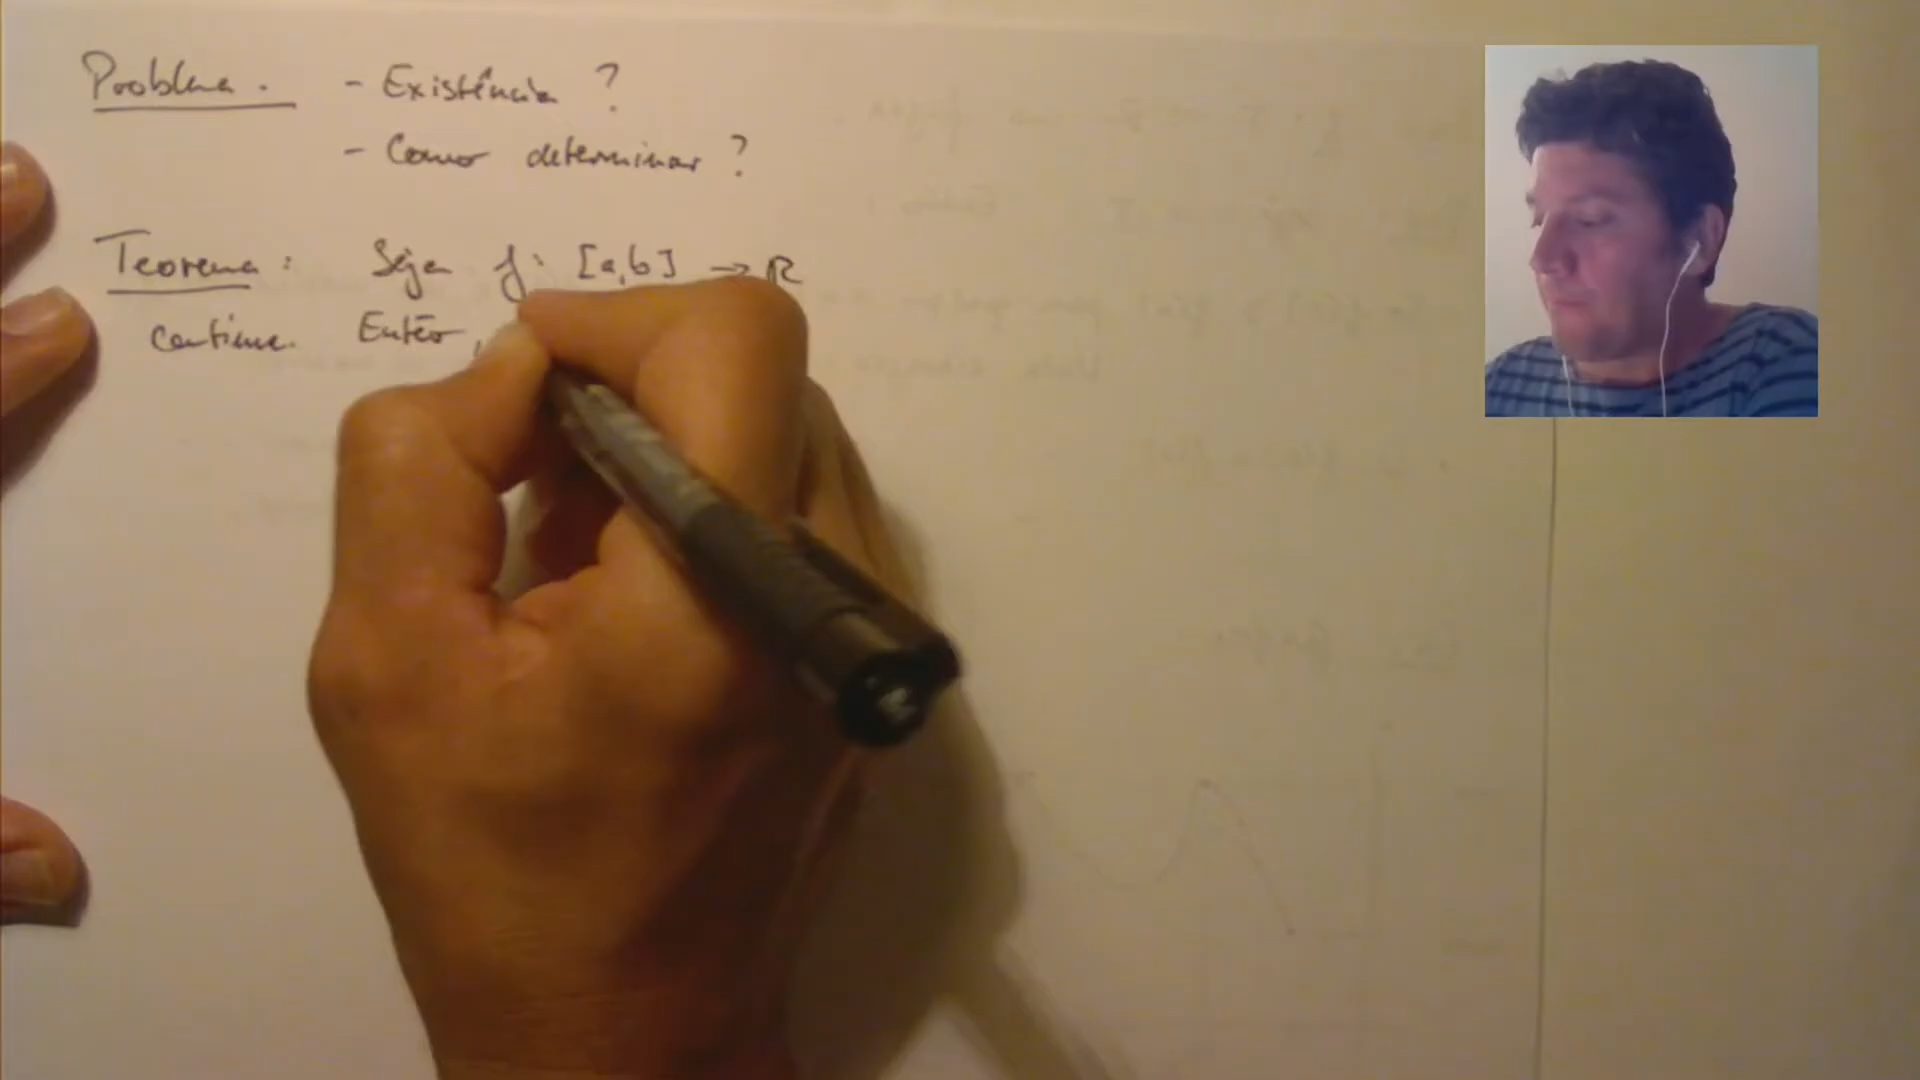 Problema. - Existência ?
- Como determinar ?
Teorema: Seja f: [a,b] → ℝ
contínua. Então,